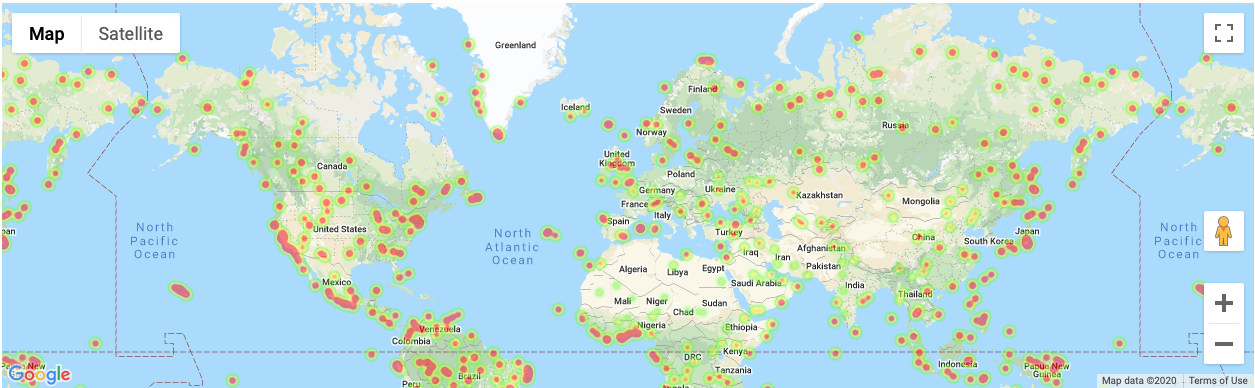 Map
Satellite
Greenland
Iceland
Finland
Sweden
Norway
Russia
United
Kingdom
Canada
Poland
Germany
Ukraine
Kazakhstan
Mongolia
France
Italy
Spain
Turkey
United States
North
Pacific
Ocean
North
Atlantic
Ocean
China
South Korea
Japan
North
Pacific
Ocean
pan
Iraq
Iran
Afghanistan
Pakistan
Algeria
Libya
Egypt
Saudi Arabia
India
Mexico
Mali
Niger
Sudan
Chad
Thailand
Nigeria
Ethiopia
Venezuela
Colombia
DRC
Kenya
Tanzania
Indonesia
Papua New
Guinea
Brazil
Peru
Google
Map data ©2020
Terms of Use